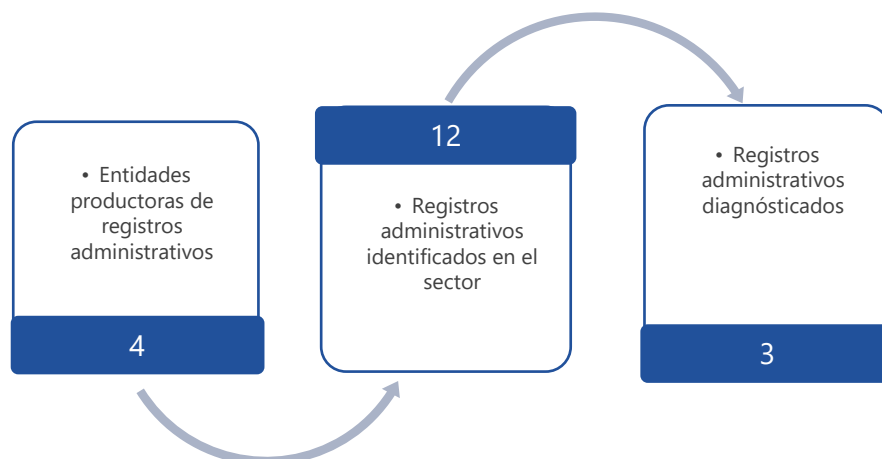 • Entidades
productoras de
registros
administrativos
4
12
• Registros
administrativos
identificados en el
sector
• Registros
administrativos
diagnósticados
3